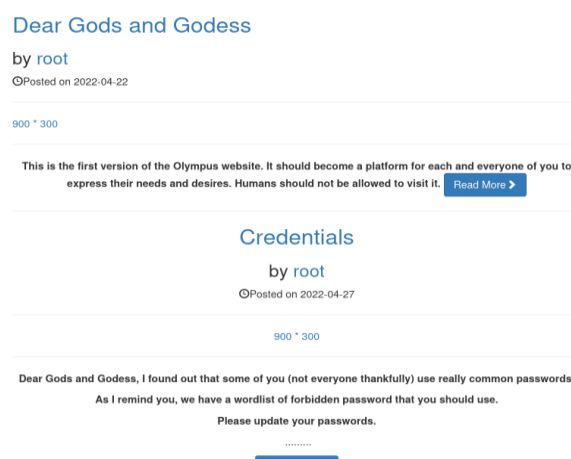 Dear Gods and Godess
by root
Posted on 2022-04-22
900 * 300
This is the first version of the Olympus website. It should become a platform for each and everyone of you to
express their needs and desires. Humans should not be allowed to visit it. Read More
Credentials
by root
Posted on 2022-04-27
900 * 300
Dear Gods and Godess, I found out that some of you (not everyone thankfully) use really common passwords
As I remind you, we have a wordlist of forbidden password that you should use.
Please update your passwords.
.........